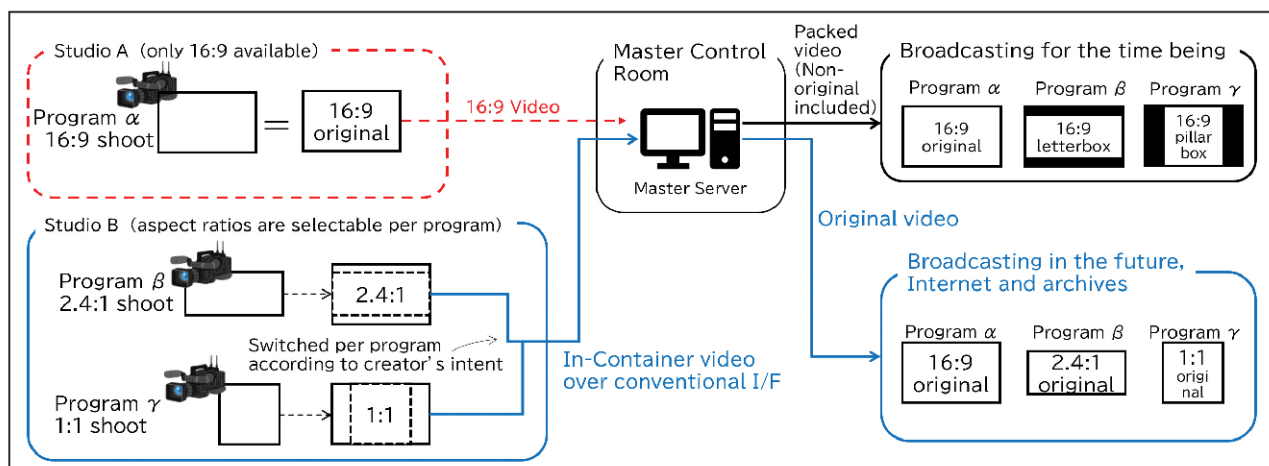 Studio A (only 16:9 available)
Program α
16:9 shoot
=
16:9
original
16:9 Video
Studio B (aspect ratios are selectable per program)
Program β
2.4:1 shoot
2.4:1
Switched per program
according to creator's intent
Program γ
1:1 shoot
1:1
In-Container video
over conventional I/F
Master Control
Room
Master Server
Packed
video
(Non-
original
included)
Original video
Broadcasting for the time being
Program α
16:9
original
Program β
16:9
letterbox
Program γ
16:9
pillar
box
Broadcasting in the future,
Internet and archives
Program α
16:9
original
Program β
2.4:1
original
Program γ
1:1
origi
nal